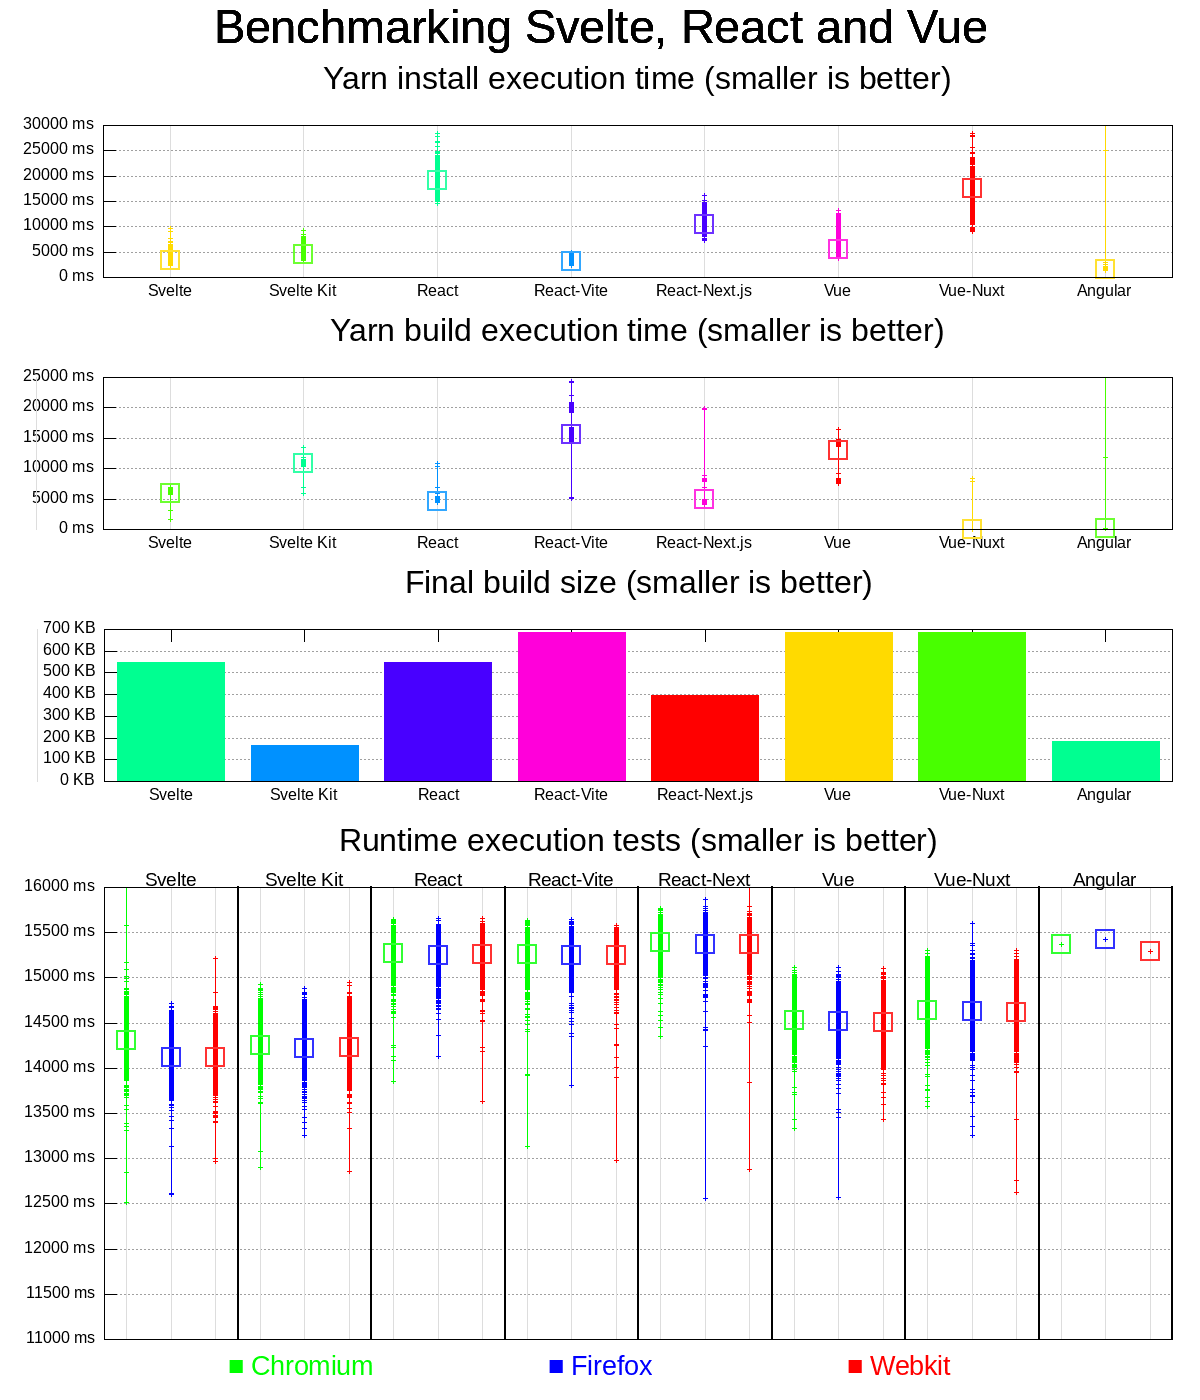 Benchmarking Svelte, React and Vue
Yarn install execution time (smaller is better)
30000 ms
25000 ms
20000 ms
15000 ms
10000 ms
5000 ms
0 ms
Svelte Svelte Kit React React-Vite React-Next.js Vue Vue-Nuxt Angular
Yarn build execution time (smaller is better)
25000 ms
20000 ms
15000 ms
10000 ms
5000 ms
0 ms
Svelte Svelte Kit React React-Vite React-Next.js Vue Vue-Nuxt Angular
Final build size (smaller is better)
700 KB
600 KB
500 KB
400 KB
300 KB
200 KB
100 KB
0 KB
Svelte Svelte Kit React React-Vite React-Next.js Vue Vue-Nuxt Angular
Runtime execution tests (smaller is better)
Svelte Svelte Kit React React-Vite React-Next Vue Vue-Nuxt Angular
16000 ms
15500 ms
15000 ms
14500 ms
14000 ms
13500 ms
13000 ms
12500 ms
12000 ms
11500 ms
11000 ms
Chromium Firefox Webkit